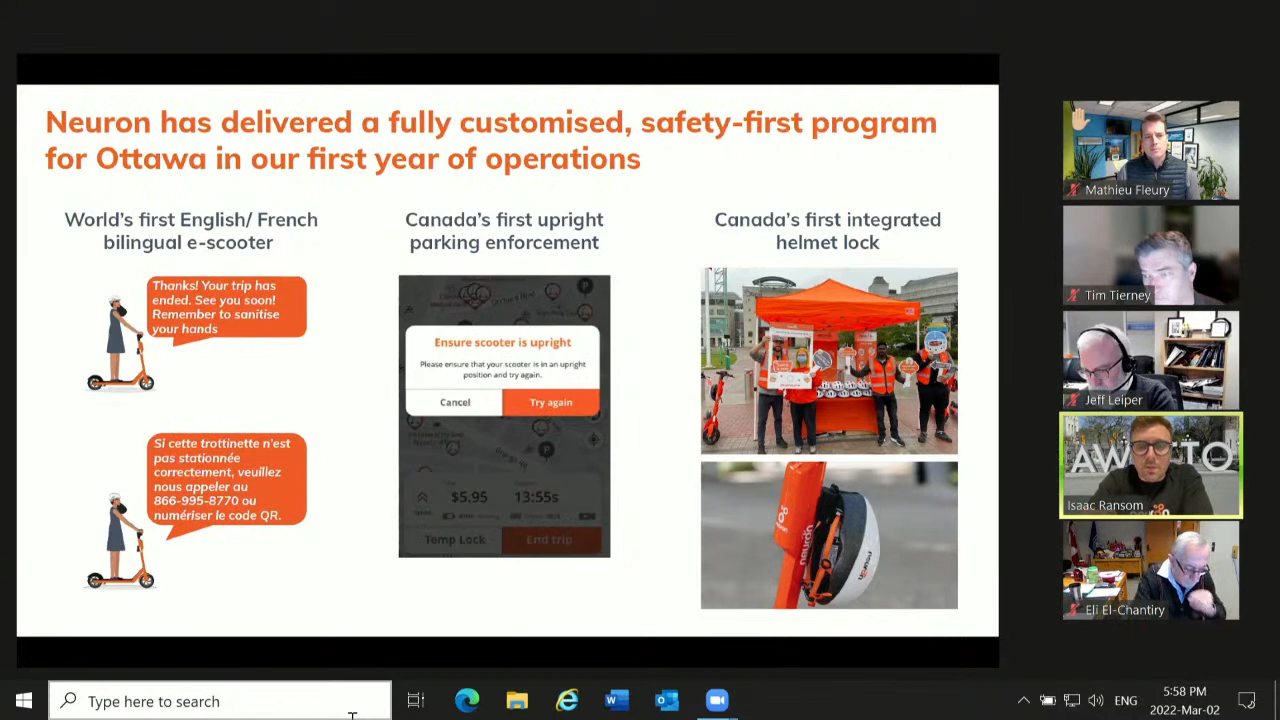 Neuron has delivered a fully customised, safety-first program
for Ottawa in our first year of operations
World's first English/ French
bilingual e-scooter
Thanks! Your trip has
ended. See you soon!
Remember to sanitise
your hands
Si cette trottinette n'est
pas stationnée
correctement, veuillez
nous appeler au
866-995-8770 ou
numériser le code QR.
Canada's first upright
parking enforcement
Ensure scooter is upright
Please ensure that your scooter is in an upright
position and try again.
Cancel
Try again
$5.95
13:55s
Temp Lock
End trip
Canada's first integrated
helmet lock
neuron
neuron
Mathieu Fleury
Tim Tierney
Jeff Leiper
Isaac Ransom
Eli El-Chantiry
Type here to search
ENG
5:58 PM
2022-Mar-02